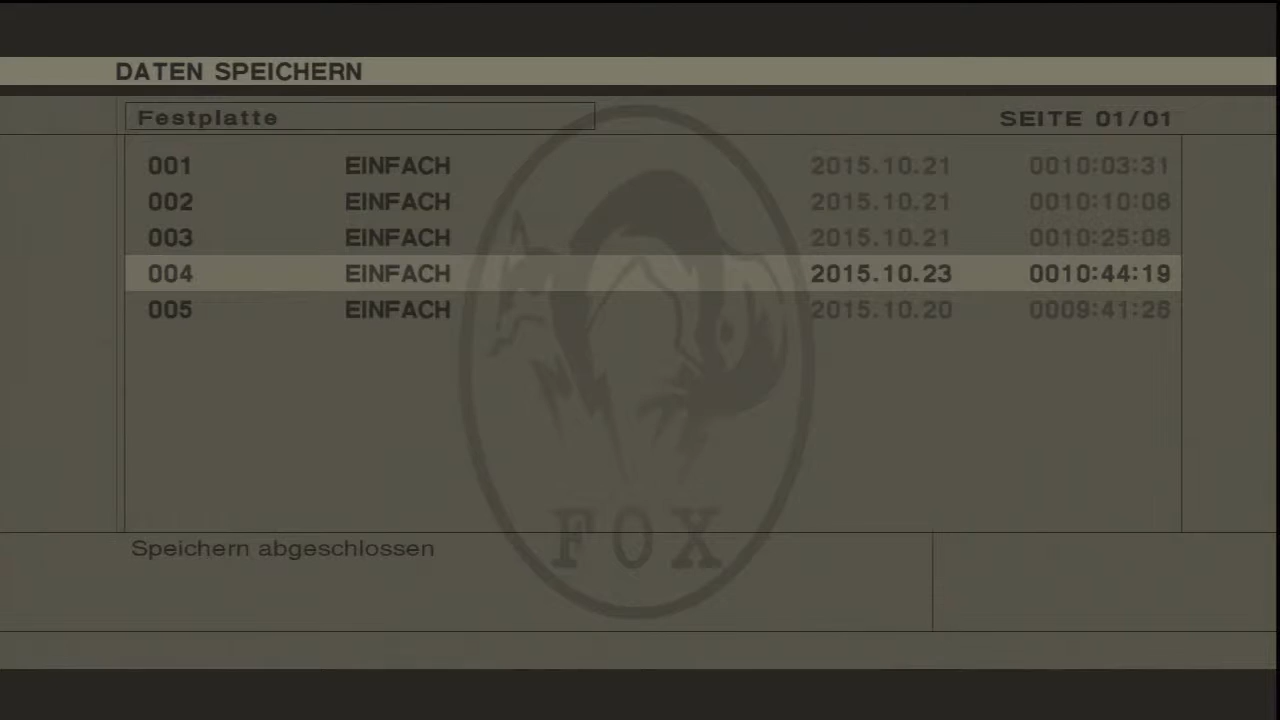 DATEN SPEICHERN
Festplatte SEITE 01/01
001 EINFACH 2015.10.21 0010:03:31
002 EINFACH 2015.10.21 0010:10:08
003 EINFACH 2015.10.21 0010:25:08
004 EINFACH 2015.10.23 0010:44:19
005 EINFACH 2015.10.20 0009:41:26
FOX
Speichern abgeschlossen